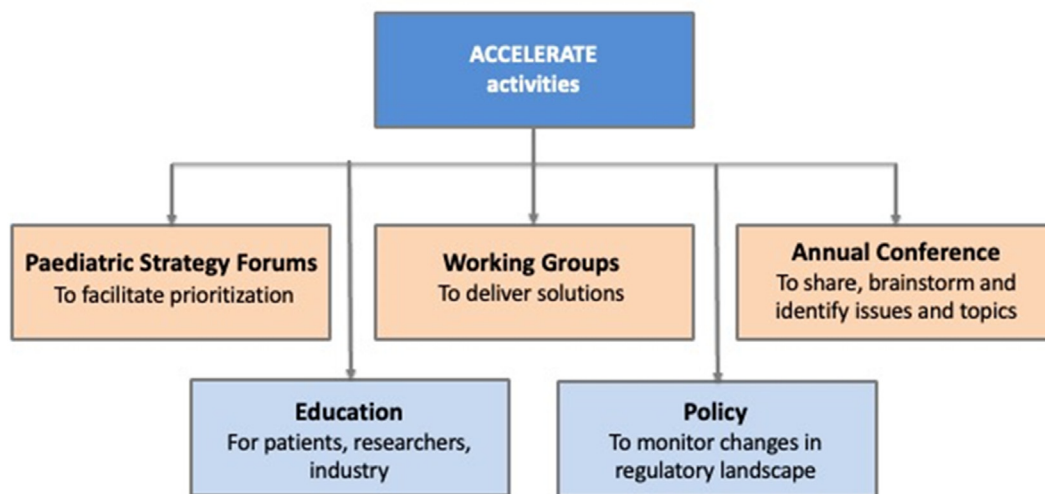 ACCELERATE
activities
Paediatric Strategy Forums
To facilitate prioritization
Working Groups
To deliver solutions
Annual Conference
To share, brainstorm and
identify issues and topics
Education
For patients, researchers,
industry
Policy
To monitor changes in
regulatory landscape